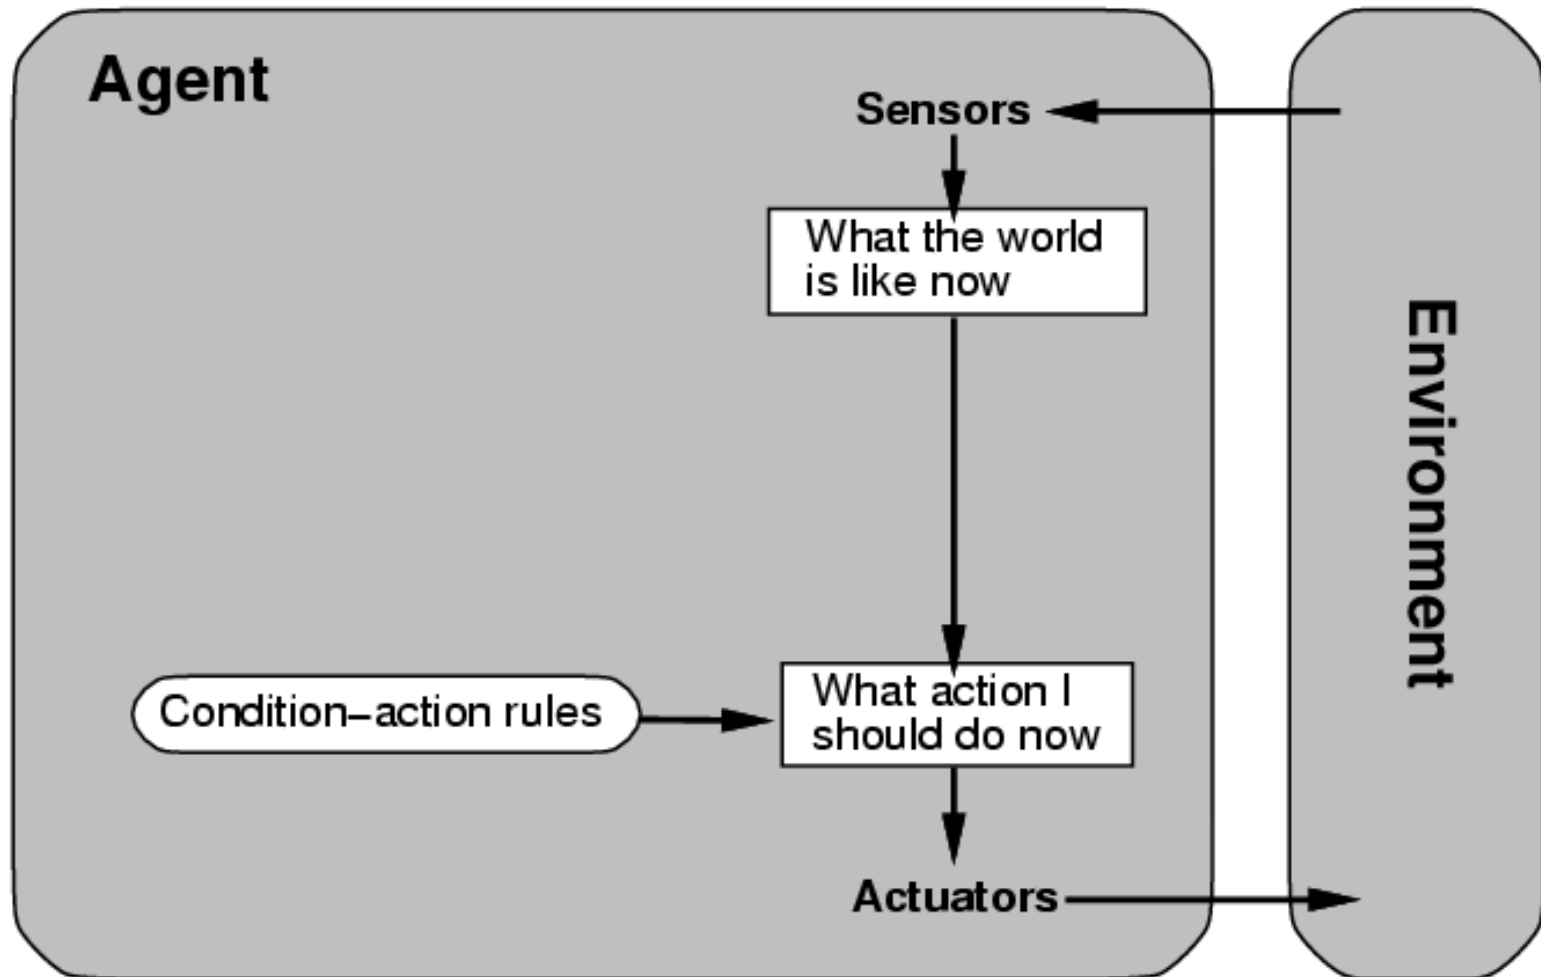 Agent
Sensors
What the world
is like now
Environment
Condition–action rules
What action I
should do now
Actuators